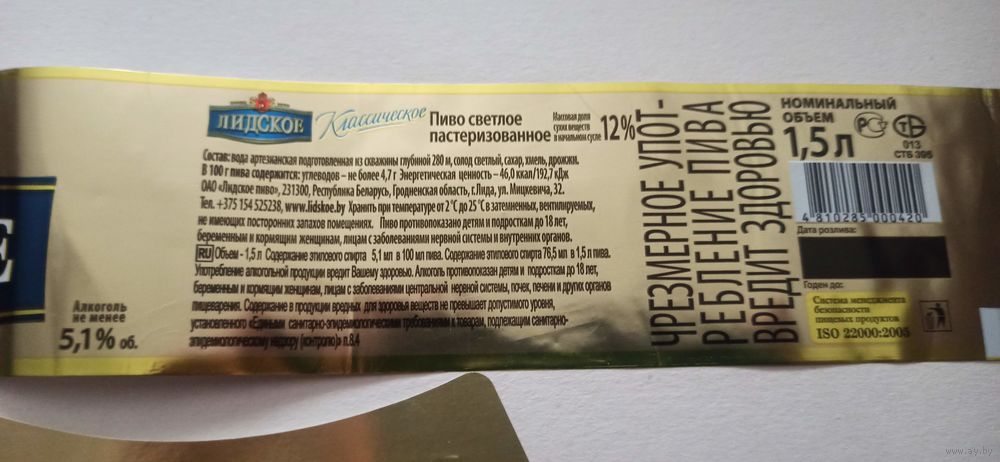 Е
Алкоголь
не менее
5,1% об.
ЛИДСКОЕ
Классическое
Пиво светлое
пастеризованное
Массовая доля
сухих веществ
в начальном сусле
12%
Состав: вода артезианская подготовленная из скважины глубиной 280 м, солод светлый, сахар, хмель, дрожжи.
В 100 г пива содержится: углеводов – не более 4,7 г Энергетическая ценность – 46,0 ккал/192,7 кДж
ОАО «Лидское пиво», 231300, Республика Беларусь, Гродненская область, г.Лида, ул. Мицкевича, 32.
Тел. +375 154 525238, www.lidskoe.by Хранить при температуре от 2°С до 25°С в затемненных, вентилируемых,
не имеющих посторонних запахов помещениях. Пиво противопоказано детям и подросткам до 18 лет,
беременным и кормящим женщинам, лицам с заболеваниями нервной системы и внутренних органов.
RU Объем - 1,5 л Содержание этилового спирта 5,1 мл в 100 мл пива. Содержание этилового спирта 76,5 мл в 1,5 л пива.
Употребление алкогольной продукции вредит Вашему здоровью. Алкоголь противопоказан детям и подросткам до 18 лет,
беременным и кормящим женщинам, лицам с заболеваниями центральной нервной системы, почек, печени и других органов
пищеварения. Содержание в продукции вредных для здоровья веществ не превышает допустимого уровня,
установленного «Едиными санитарно-эпидемиологическими требованиями к товарам, подлежащим санитарно-
эпидемиологическому надзору (контролю)» п.8.4
ЧРЕЗМЕРНОЕ УПОТ-
РЕБЛЕНИЕ ПИВА
ВРЕДИТ ЗДОРОВЬЮ
НОМИНАЛЬНЫЙ
ОБЪЕМ
1,5 л
013
СТБ 395
4 810285 000420
Дата розлива:
Годен до:
Система менеджмента
безопасности
пищевых продуктов
ISO 22000:2005
www.ay.by